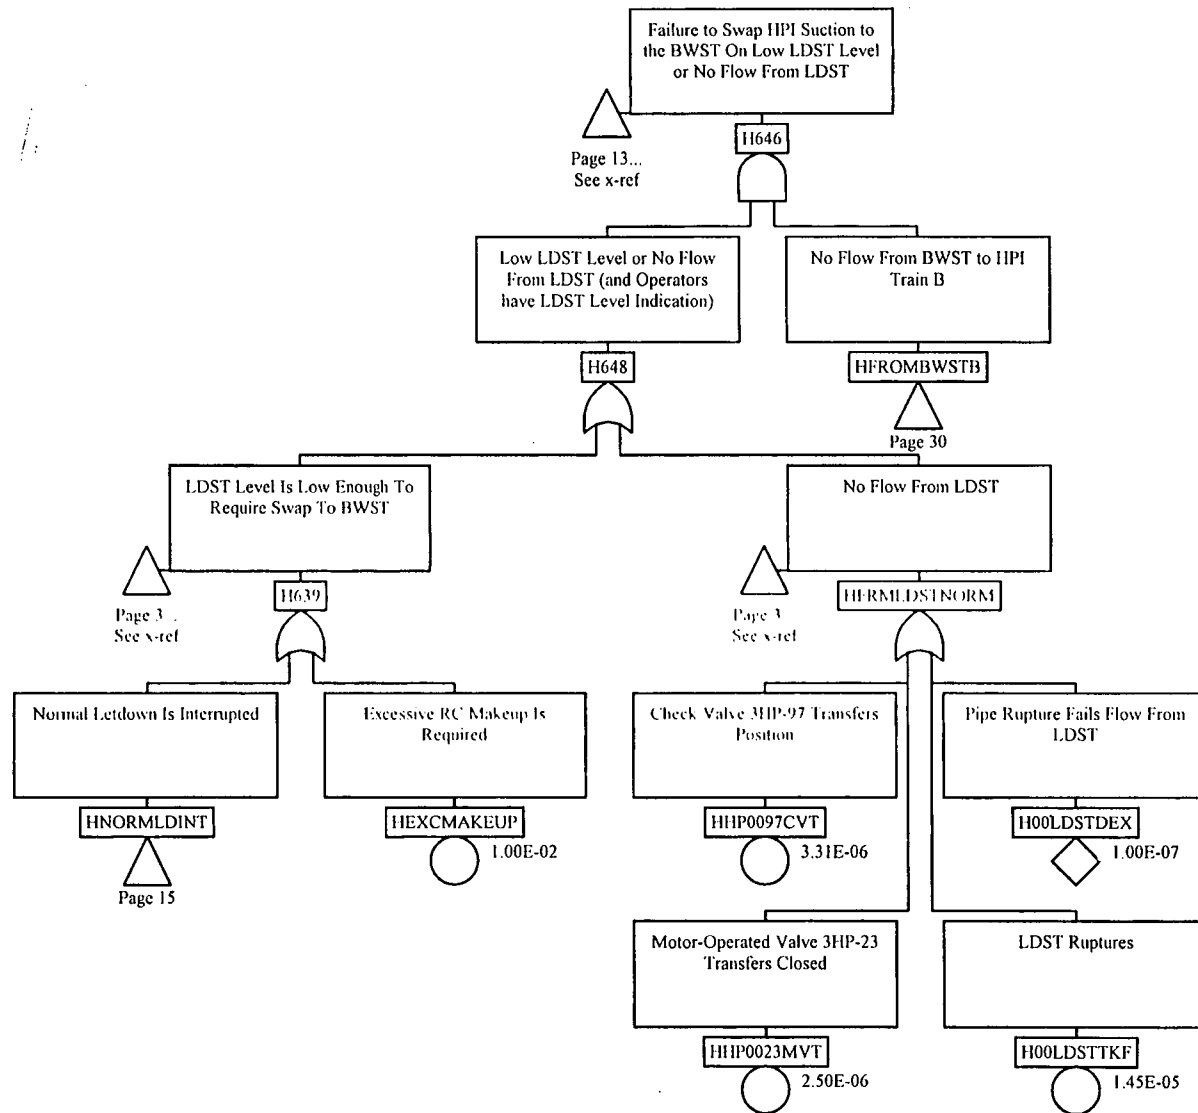 Failure to Swap HPI Suction to
the BWST On Low LDST Level
or No Flow From LDST
Page 13...
See x-ref
H646
Low LDST Level or No Flow
From LDST (and Operators
have LDST Level Indication)
No Flow From BWST to HPI
Train B
H648
HFROMBWSTB
Page 30
LDST Level Is Low Enough To
Require Swap To BWST
No Flow From LDST
Page 3...
See x-ref
H639
Page 3
See x-ref
HFRMLDSTNORM
Normal Letdown Is Interrupted
Excessive RC Makeup Is
Required
Check Valve 3HP-97 Transfers
Position
Pipe Rupture Fails Flow From
LDST
HNORMLDINT
Page 15
HEXCMAKEUP
1.00E-02
HHP0097CVT
3.31E-06
H00LDSTDEX
1.00E-07
Motor-Operated Valve 3HP-23
Transfers Closed
LDST Ruptures
HHP0023MVT
2.50E-06
H00LDSTTKF
1.45E-05